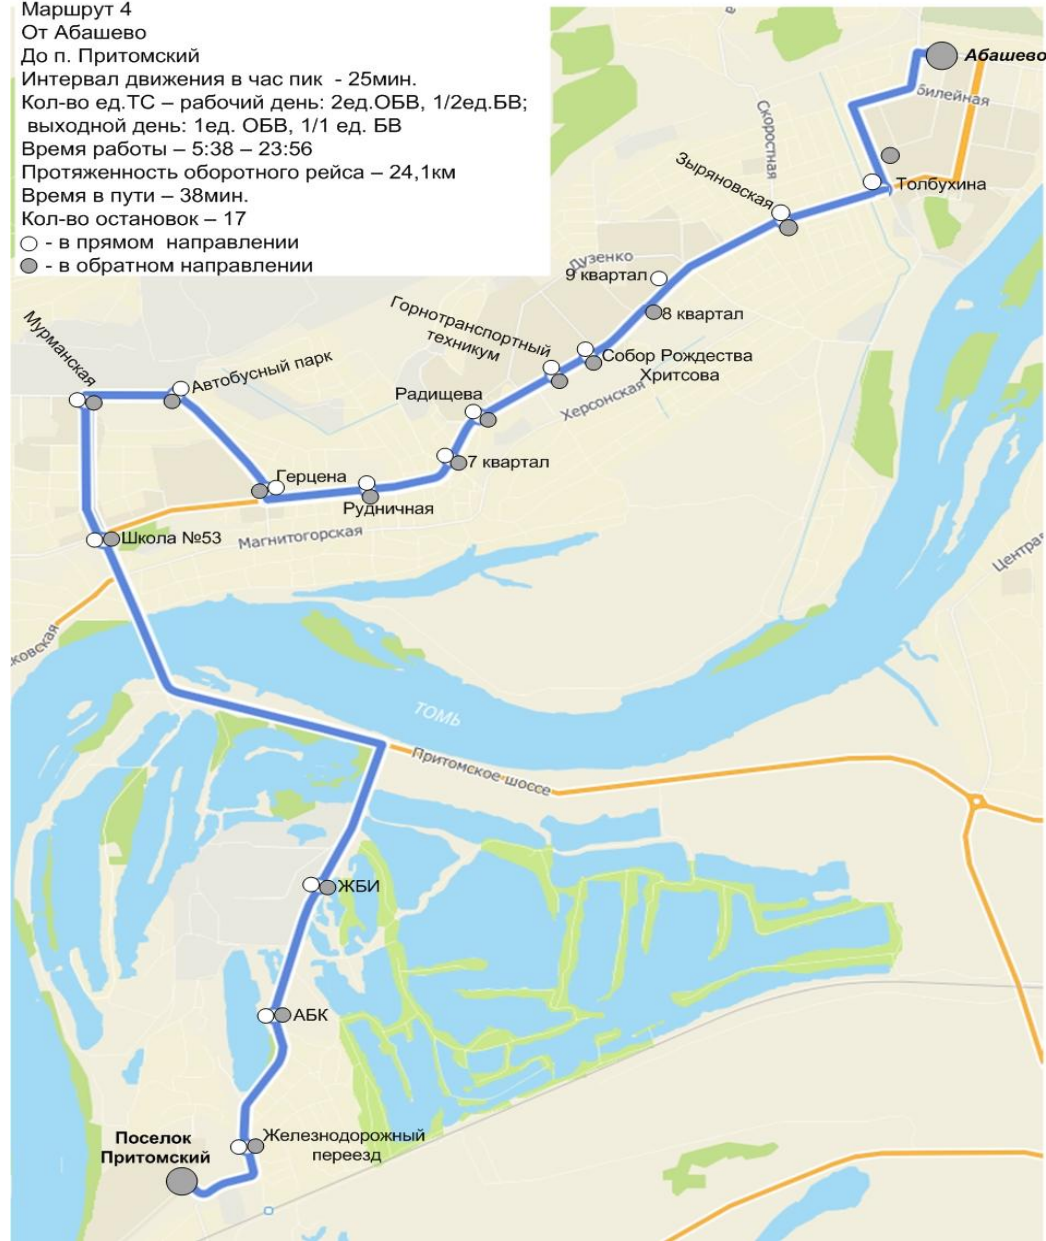 Маршрут 4
От Абашево
До п. Притомский
Интервал движения в час пик - 25мин.
Кол-во ед.ТС – рабочий день: 2ед.ОБВ, 1/2ед.БВ;
выходной день: 1ед. ОБВ, 1/1 ед. БВ
Время работы – 5:38 – 23:56
Протяженность оборотного рейса – 24,1км
Время в пути – 38мин.
Кол-во остановок – 17
- в прямом направлении
- в обратном направлении
Абашево
билейная
Скоростная
Зыряновская
Толбухина
Дузенко
9 квартал
8 квартал
Горнотранспортный
техникум
Собор Рождества
Хритсова
Мурманская
Автобусный парк
Радищева
Херсонская
7 квартал
Герцена
Рудничная
Школа №53
Магнитогорская
Центра
ковская
ТОМЬ
Притомское шоссе
ЖБИ
АБК
Железнодорожный
переезд
Поселок
Притомский